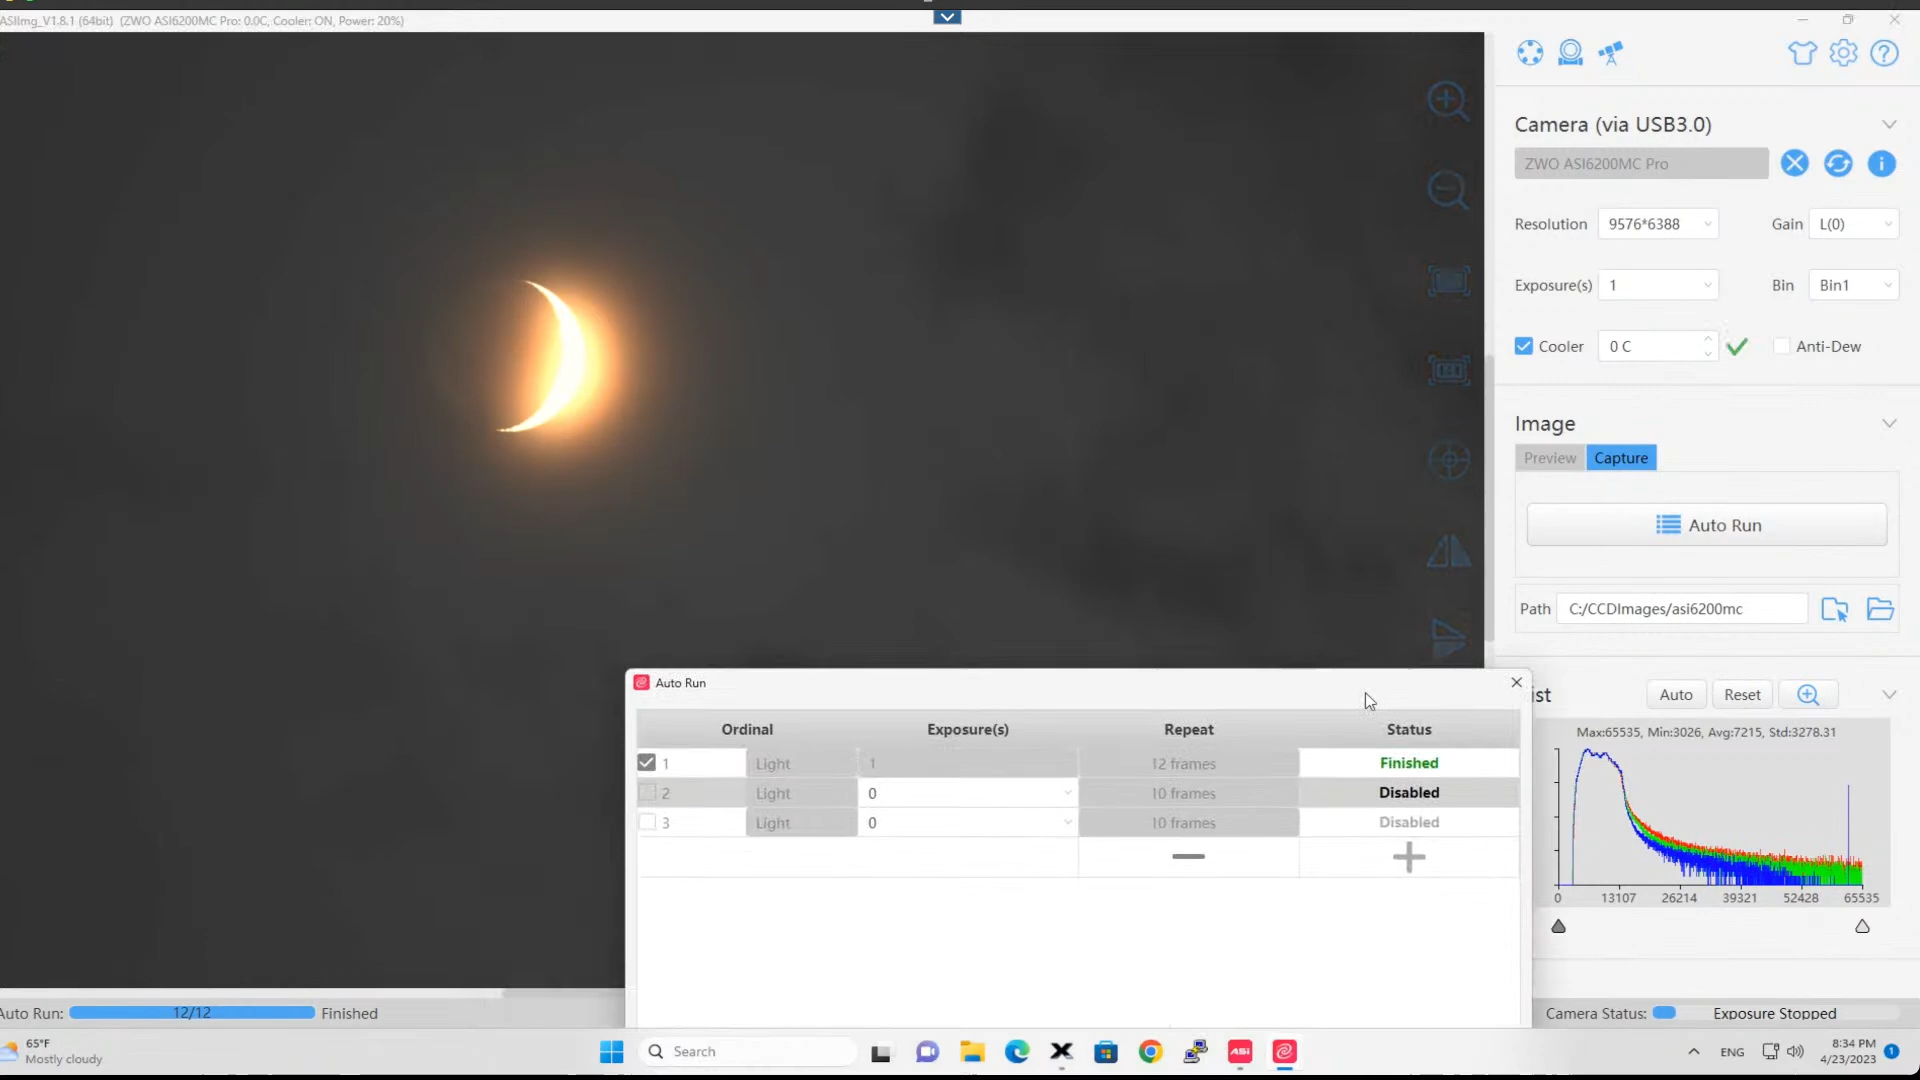 ASIImg_V1.8.1 (64bit) (ZWO ASI6200MC Pro: 0.0C, Cooler: ON, Power: 20%)
Camera (via USB3.0)
ZWO ASI6200MC Pro
Resolution 9576*6388 Gain L(0)
Exposure(s) 1 Bin Bin1
Cooler 0 C Anti-Dew
Image
Preview Capture
Auto Run
Path C:/CCDImages/asi6200mc
ist Auto Reset
Max:65535, Min:3026, Avg:7215, Std:3278.31
0 13107 26214 39321 52428 65535
Auto Run
Ordinal Exposure(s) Repeat Status
1 Light 1 12 frames Finished
2 Light 0 10 frames Disabled
3 Light 0 10 frames Disabled
Auto Run: 12/12 Finished
Camera Status: Exposure Stopped
65°F
Mostly cloudy
Search
ASI
ENG
8:34 PM
4/23/2023
1